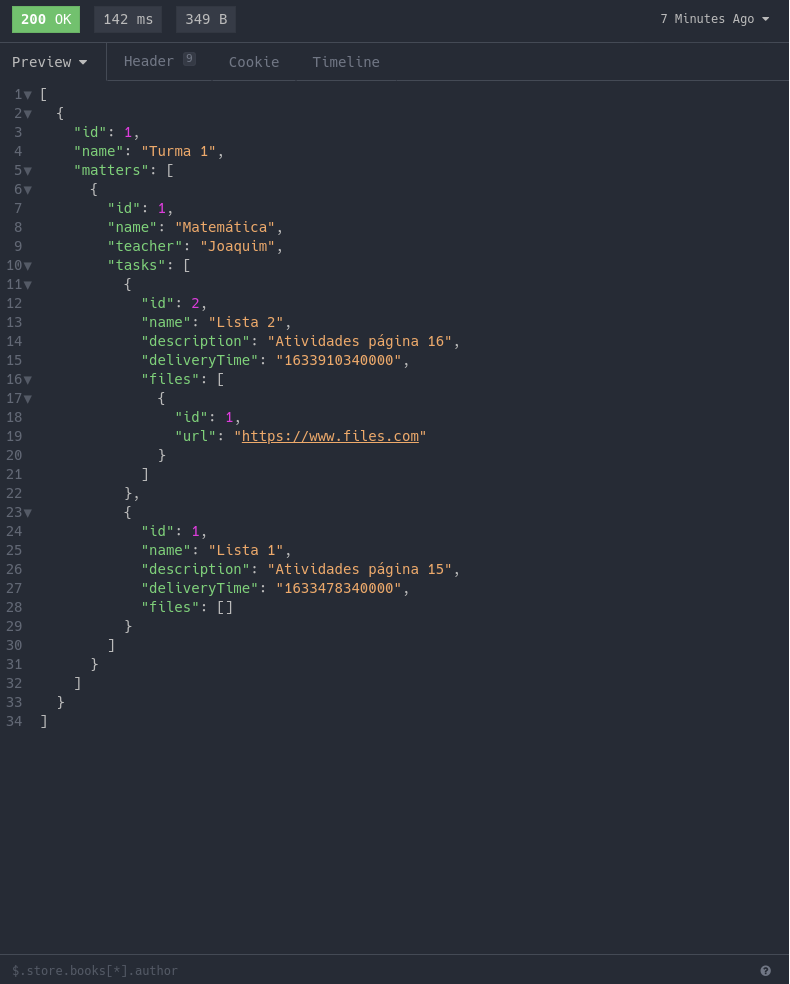 200 OK 142 ms 349 B 7 Minutes Ago
Preview Header 9 Cookie Timeline
1 [
2 {
3 "id": 1,
4 "name": "Turma 1",
5 "matters": [
6 {
7 "id": 1,
8 "name": "Matemática",
9 "teacher": "Joaquim",
10 "tasks": [
11 {
12 "id": 2,
13 "name": "Lista 2",
14 "description": "Atividades página 16",
15 "deliveryTime": "1633910340000",
16 "files": [
17 {
18 "id": 1,
19 "url": "https://www.files.com"
20 }
21 ]
22 },
23 {
24 "id": 1,
25 "name": "Lista 1",
26 "description": "Atividades página 15",
27 "deliveryTime": "1633478340000",
28 "files": []
29 }
30 ]
31 }
32 ]
33 }
34 ]
$.store.books[*].author